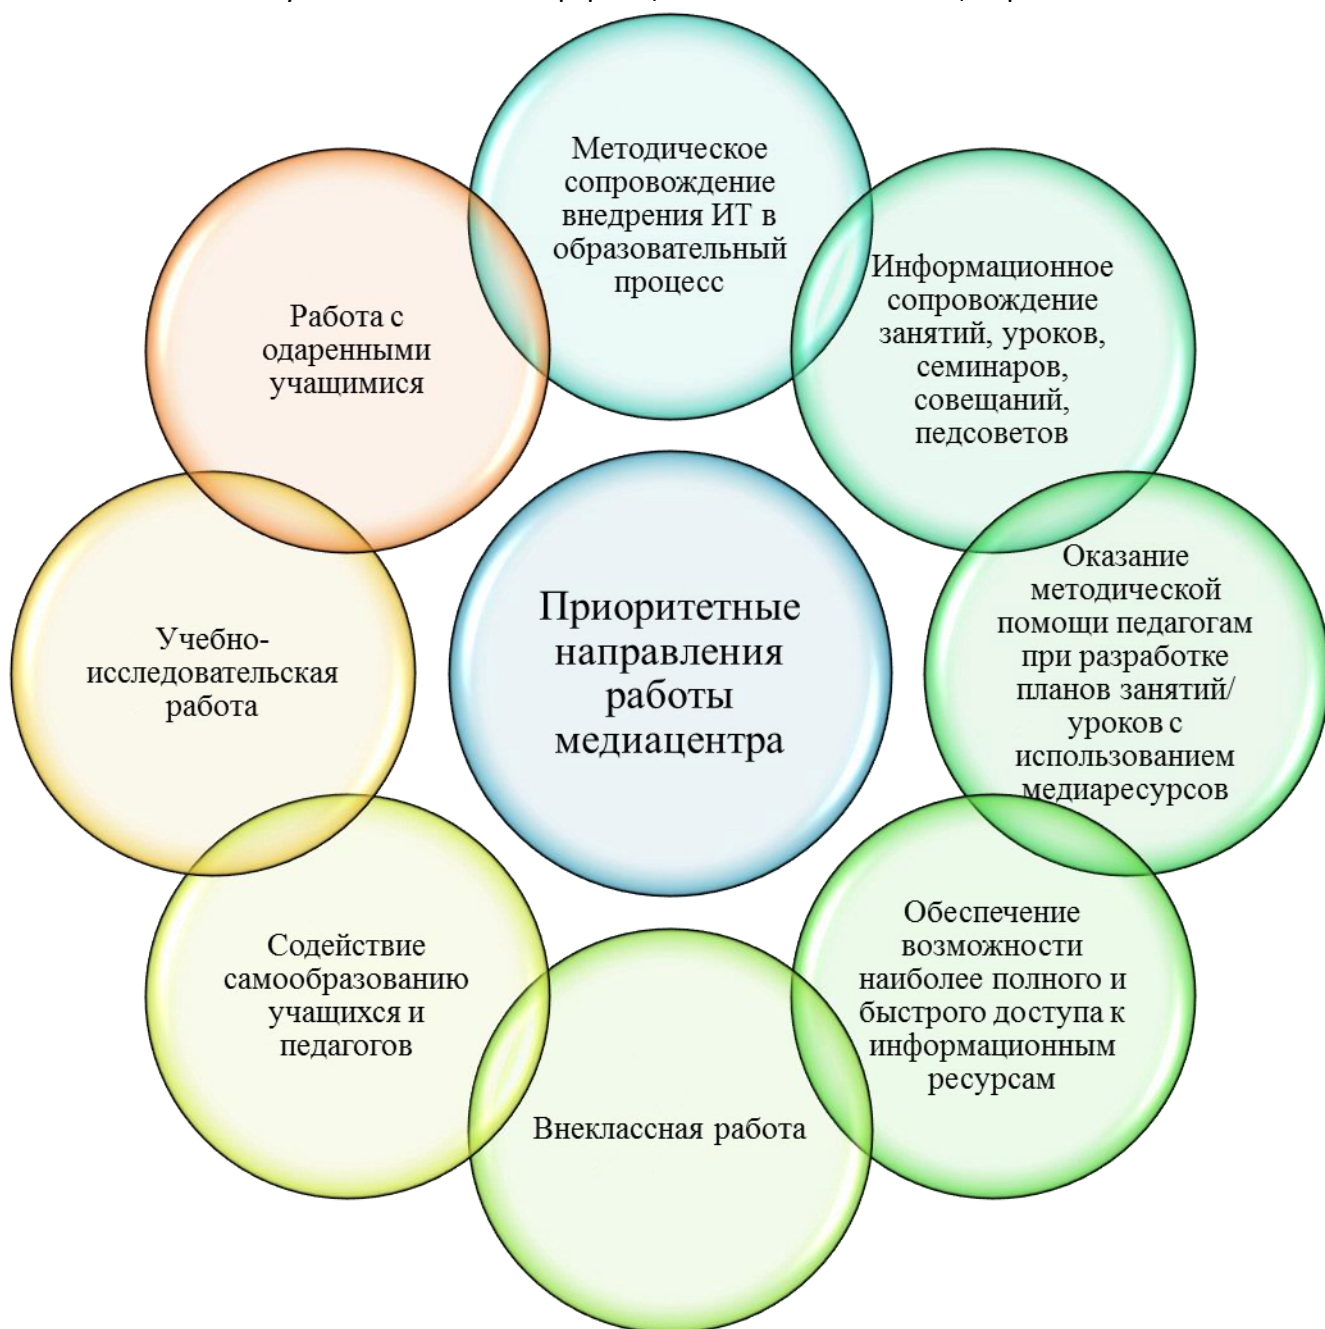 Методическое
сопровождение
внедрения ИТ в
образовательный
процесс
Информационное
сопровождение
занятий, уроков,
семинаров,
совещаний,
педсоветов
Оказание
методической
помощи педагогам
при разработке
планов занятий/
уроков с
использованием
медиаресурсов
Обеспечение
возможности
наиболее полного и
быстрого доступа к
информационным
ресурсам
Внеклассная работа
Содействие
самообразованию
учащихся и
педагогов
Учебно-
исследовательская
работа
Работа с
одаренными
учащимися
Приоритетные
направления
работы
медиацентра